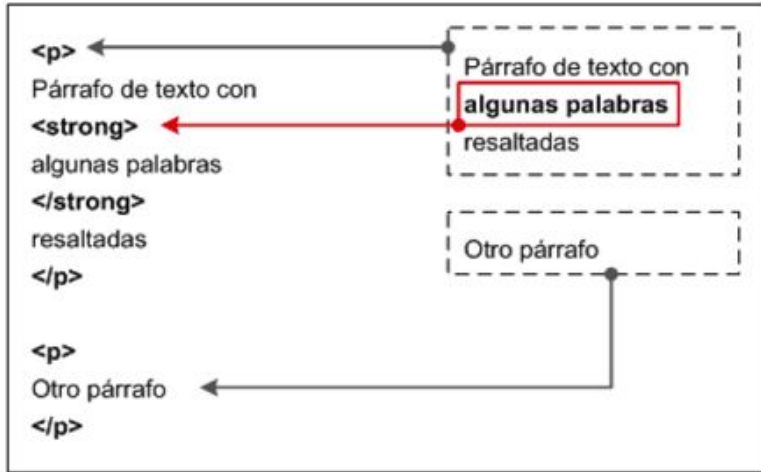 <p>
Párrafo de texto con
<strong>
algunas palabras
</strong>
resaltadas
</p>
<p>
Otro párrafo
</p>
Párrafo de texto con
algunas palabras
resaltadas
Otro párrafo